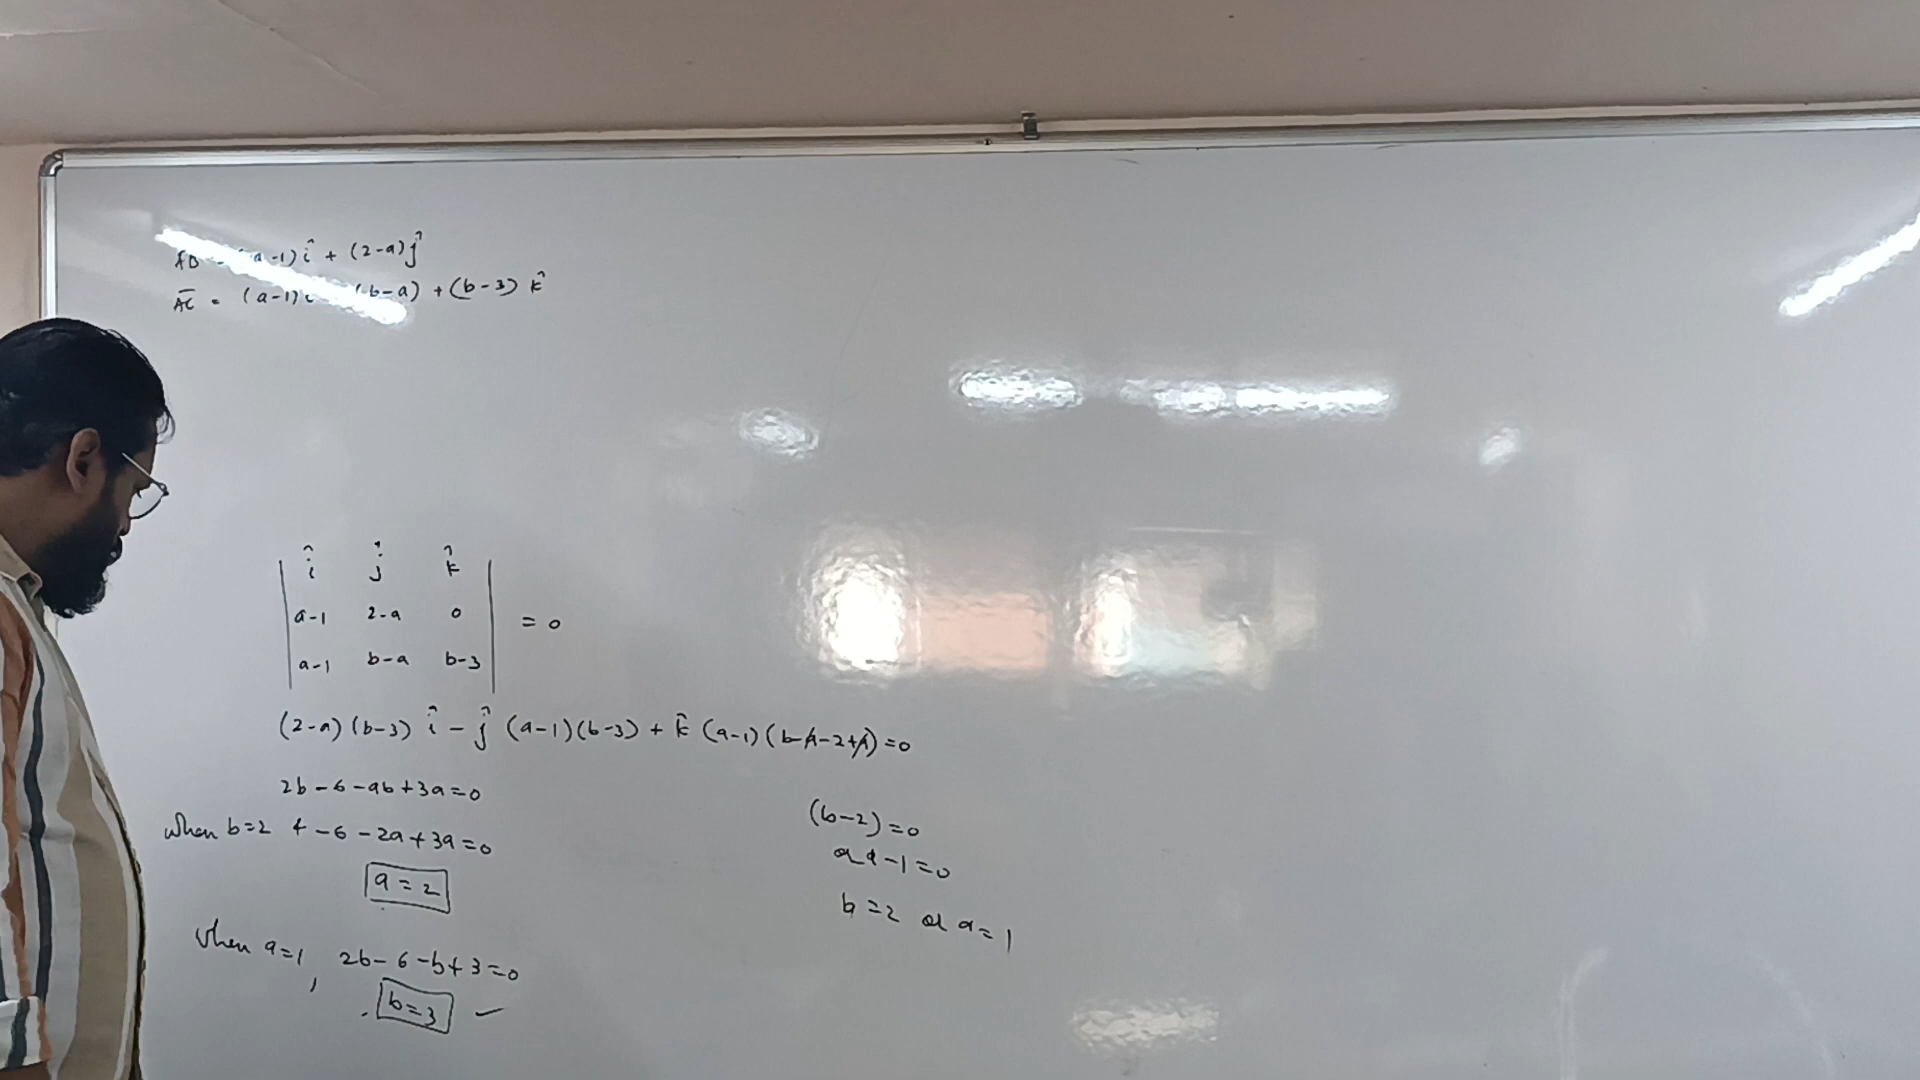 AB = (a-1) î + (2-a) ĵ
AC = (a-1) (b-a) + (b-3) k̂
î ĵ k̂
a-1 2-a 0
a-1 b-a b-3
= 0
(2-a)(b-3) î - ĵ (a-1)(b-3) + k̂ (a-1)(b-a-2+a) = 0
2b-6-ab+3a=0
when b=2 4-6-2a+3a=0
a=2
when a=1, 2b-6-b+3=0
b=3 ✓
(b-2)=0
or a-1=0
b=2 or a=1